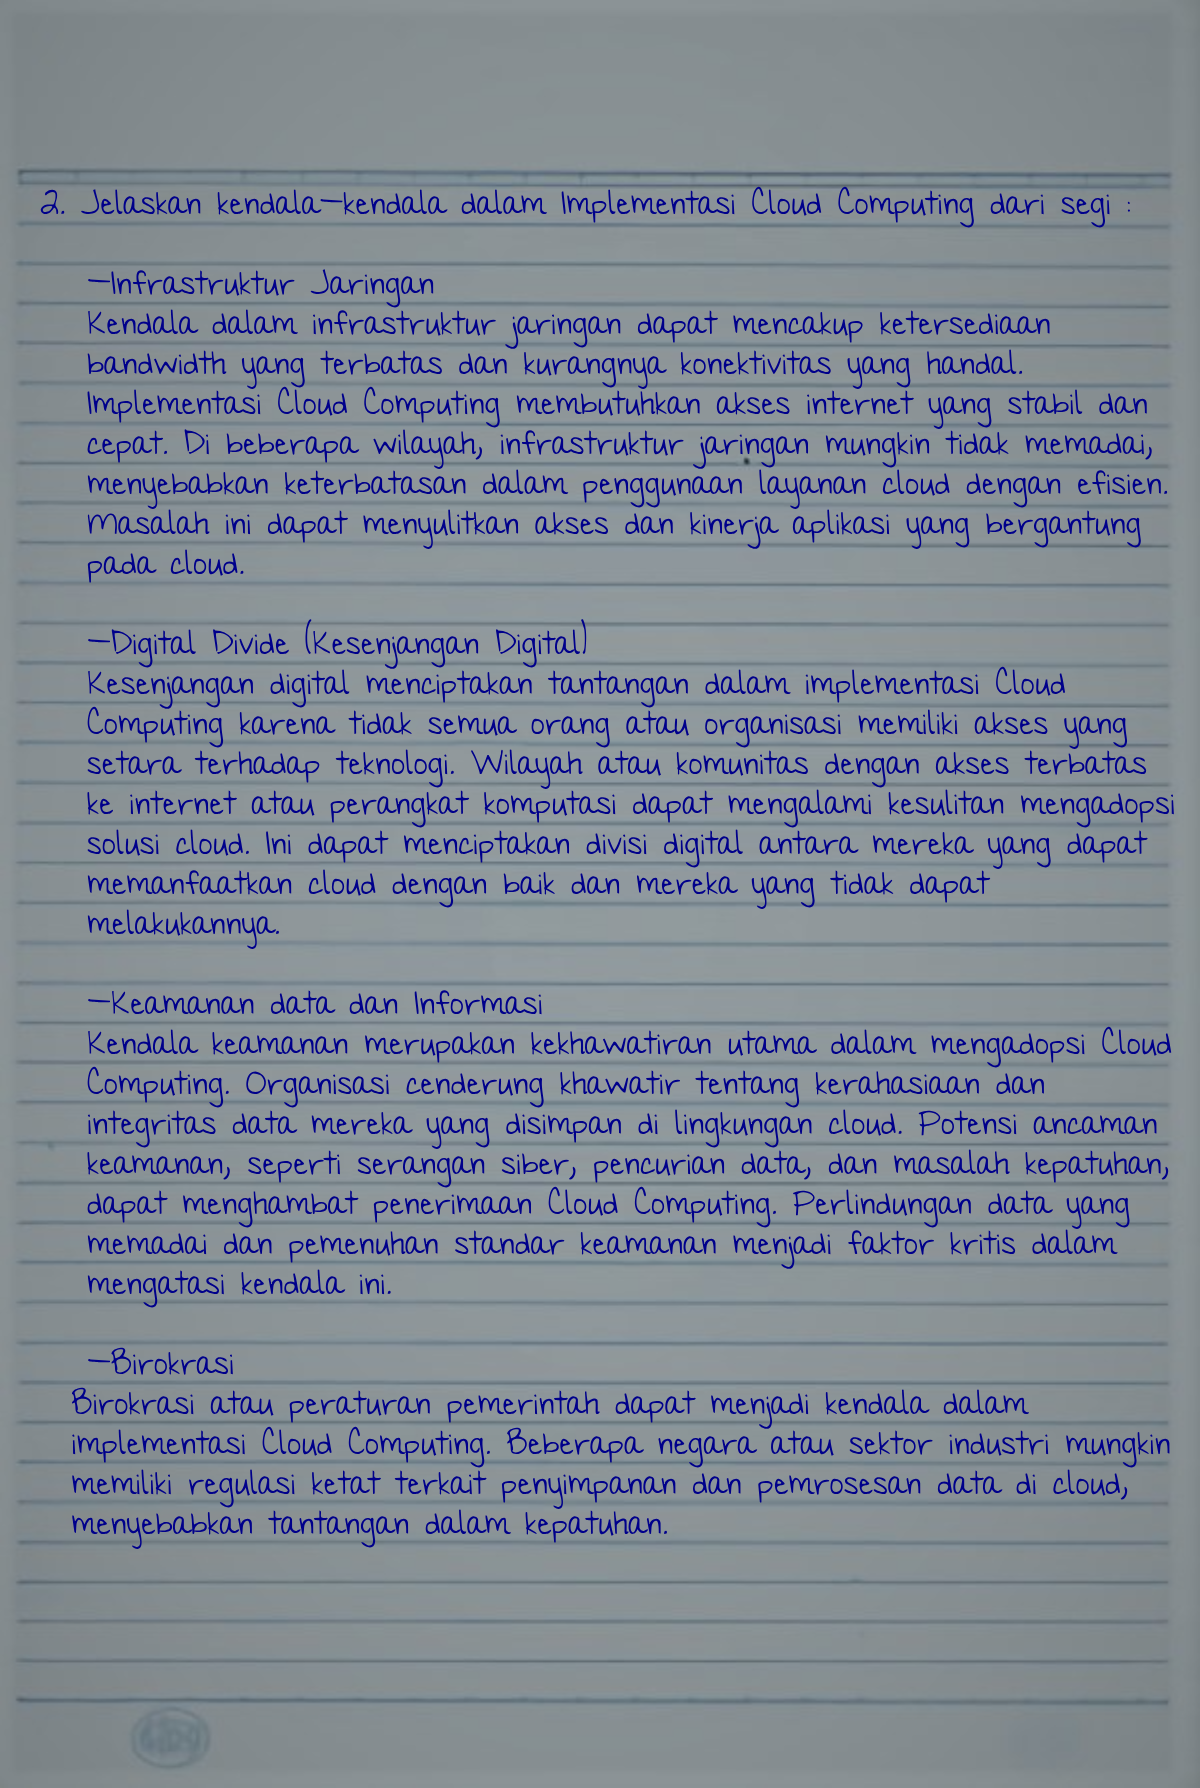 2. Jelaskan kendala-kendala dalam Implementasi Cloud Computing dari segi :
-Infrastruktur Jaringan
Kendala dalam infrastruktur jaringan dapat mencakup ketersediaan
bandwidth yang terbatas dan kurangnya konektivitas yang handal.
Implementasi Cloud Computing membutuhkan akses internet yang stabil dan
cepat. Di beberapa wilayah, infrastruktur jaringan mungkin tidak memadai,
menyebabkan keterbatasan dalam penggunaan layanan cloud dengan efisien.
Masalah ini dapat menyulitkan akses dan kinerja aplikasi yang bergantung
pada cloud.
-Digital Divide (Kesenjangan Digital)
Kesenjangan digital menciptakan tantangan dalam implementasi Cloud
Computing karena tidak semua orang atau organisasi memiliki akses yang
setara terhadap teknologi. Wilayah atau komunitas dengan akses terbatas
ke internet atau perangkat komputasi dapat mengalami kesulitan mengadopsi
solusi cloud. Ini dapat menciptakan divisi digital antara mereka yang dapat
memanfaatkan cloud dengan baik dan mereka yang tidak dapat
melakukannya.
-Keamanan data dan Informasi
Kendala keamanan merupakan kekhawatiran utama dalam mengadopsi Cloud
Computing. Organisasi cenderung khawatir tentang kerahasiaan dan
integritas data mereka yang disimpan di lingkungan cloud. Potensi ancaman
keamanan, seperti serangan siber, pencurian data, dan masalah kepatuhan,
dapat menghambat penerimaan Cloud Computing. Perlindungan data yang
memadai dan pemenuhan standar keamanan menjadi faktor kritis dalam
mengatasi kendala ini.
-Birokrasi
Birokrasi atau peraturan pemerintah dapat menjadi kendala dalam
implementasi Cloud Computing. Beberapa negara atau sektor industri mungkin
memiliki regulasi ketat terkait penyimpanan dan pemrosesan data di cloud,
menyebabkan tantangan dalam kepatuhan.